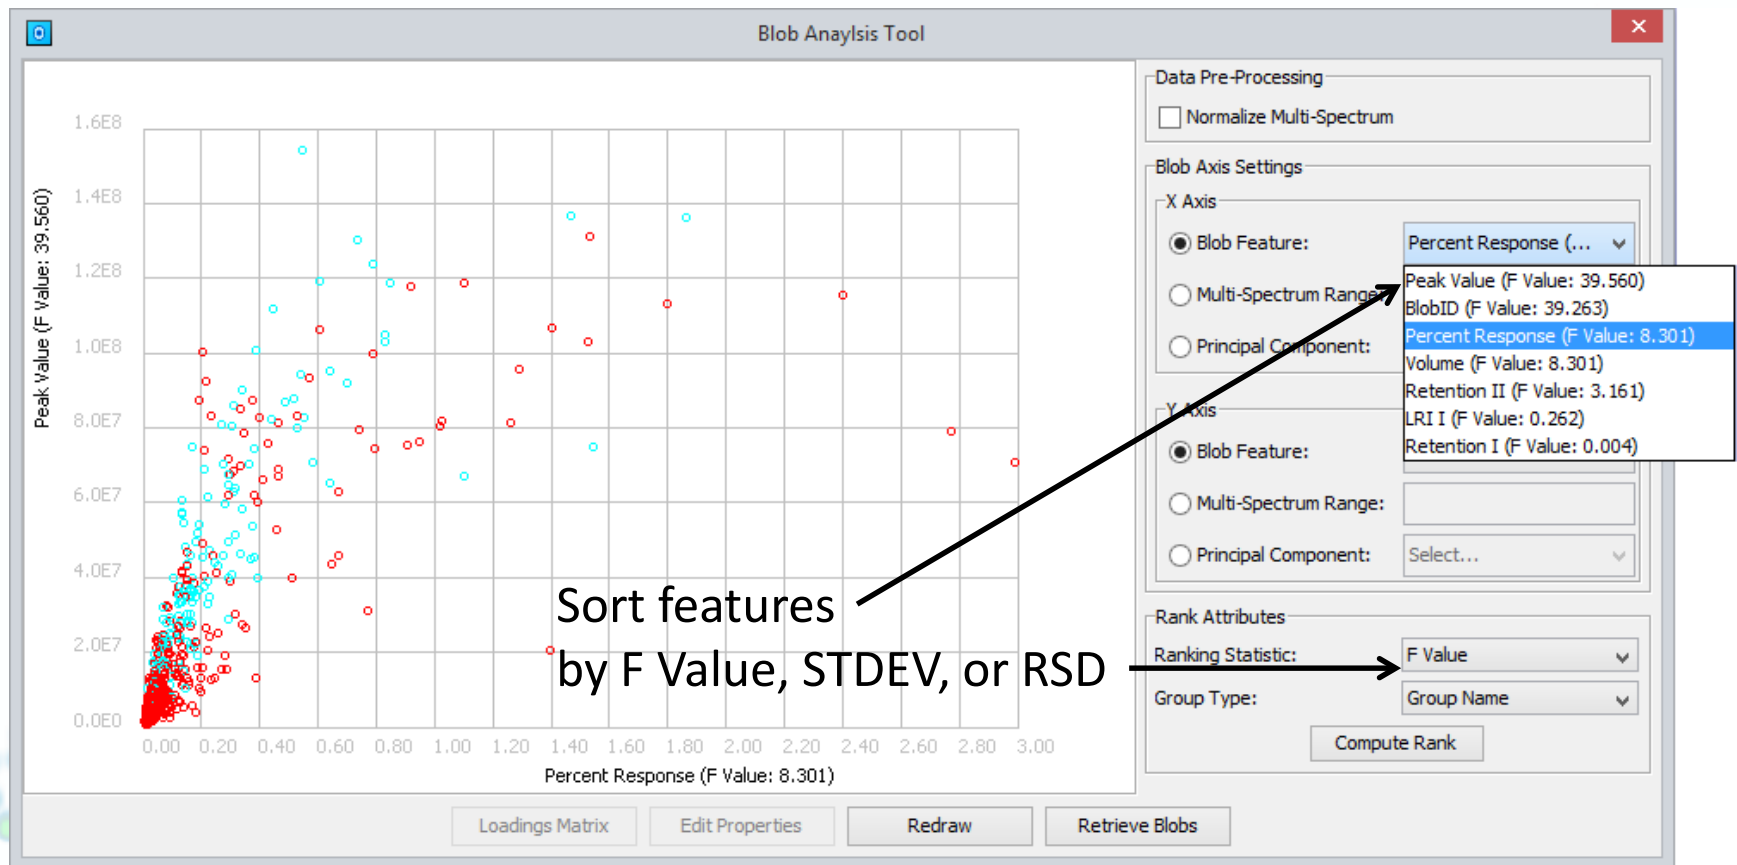 Blob Anaylsis Tool
Peak Value (F Value: 39.560)
1.6E8
1.4E8
1.2E8
1.0E8
8.0E7
6.0E7
4.0E7
2.0E7
0.0E0
0.00 0.20 0.40 0.60 0.80 1.00 1.20 1.40 1.60 1.80 2.00 2.20 2.40 2.60 2.80 3.00
Percent Response (F Value: 8.301)
Data Pre-Processing
Normalize Multi-Spectrum
Blob Axis Settings
X Axis
Blob Feature: Percent Response (...
Multi-Spectrum Range:
Principal Component:
Peak Value (F Value: 39.560)
BlobID (F Value: 39.263)
Percent Response (F Value: 8.301)
Volume (F Value: 8.301)
Retention II (F Value: 3.161)
LRI I (F Value: 0.262)
Retention I (F Value: 0.004)
Y Axis
Blob Feature:
Multi-Spectrum Range:
Principal Component: Select...
Sort features
by F Value, STDEV, or RSD
Rank Attributes
Ranking Statistic: F Value
Group Type: Group Name
Compute Rank
Loadings Matrix Edit Properties Redraw Retrieve Blobs